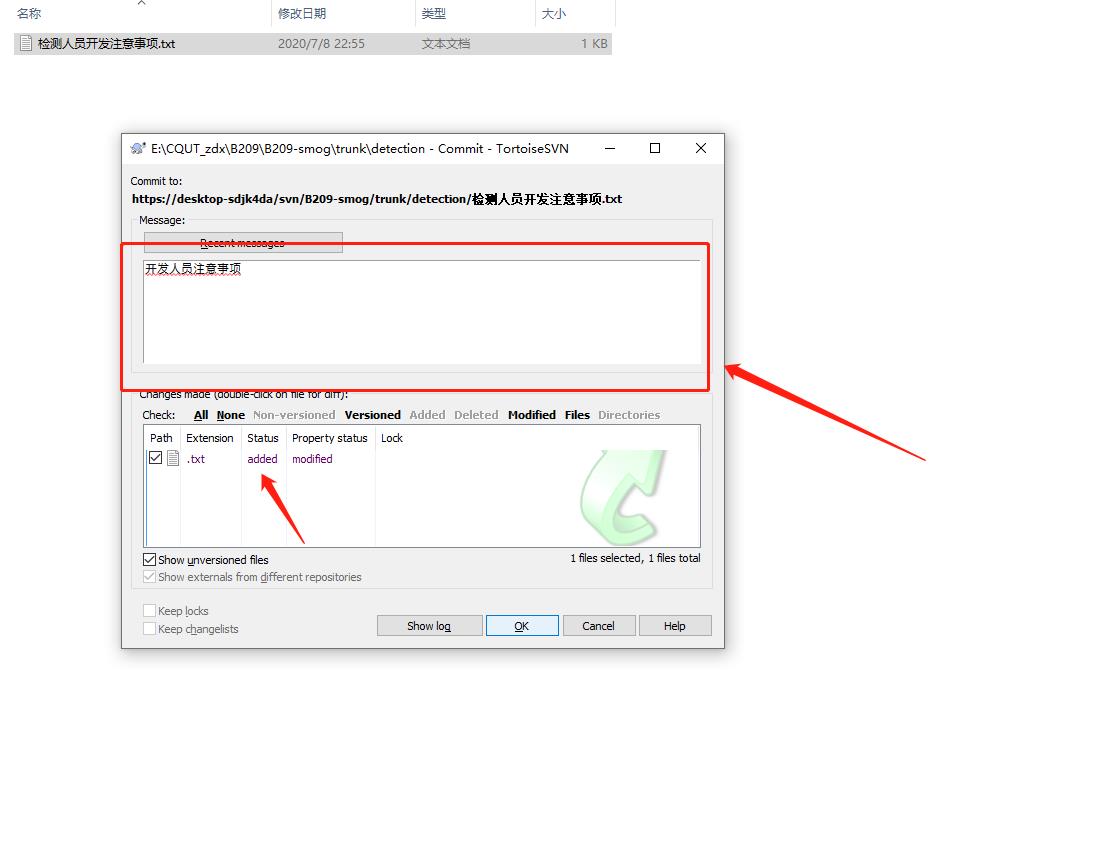 名称 修改日期 类型 大小
检测人员开发注意事项.txt 2020/7/8 22:55 文本文档 1 KB
E:\CQUT_zdx\B209\B209-smog\trunk\detection - Commit - TortoiseSVN
Commit to:
https://desktop-sdjk4da/svn/B209-smog/trunk/detection/检测人员开发注意事项.txt
Message:
Recent messages
开发人员注意事项
Changes made (double-click on file for diff):
Check: All None Non-versioned Versioned Added Deleted Modified Files Directories
Path Extension Status Property status Lock
.txt added modified
Show unversioned files 1 files selected, 1 files total
Show externals from different repositories
Keep locks
Keep changelists
Show log OK Cancel Help